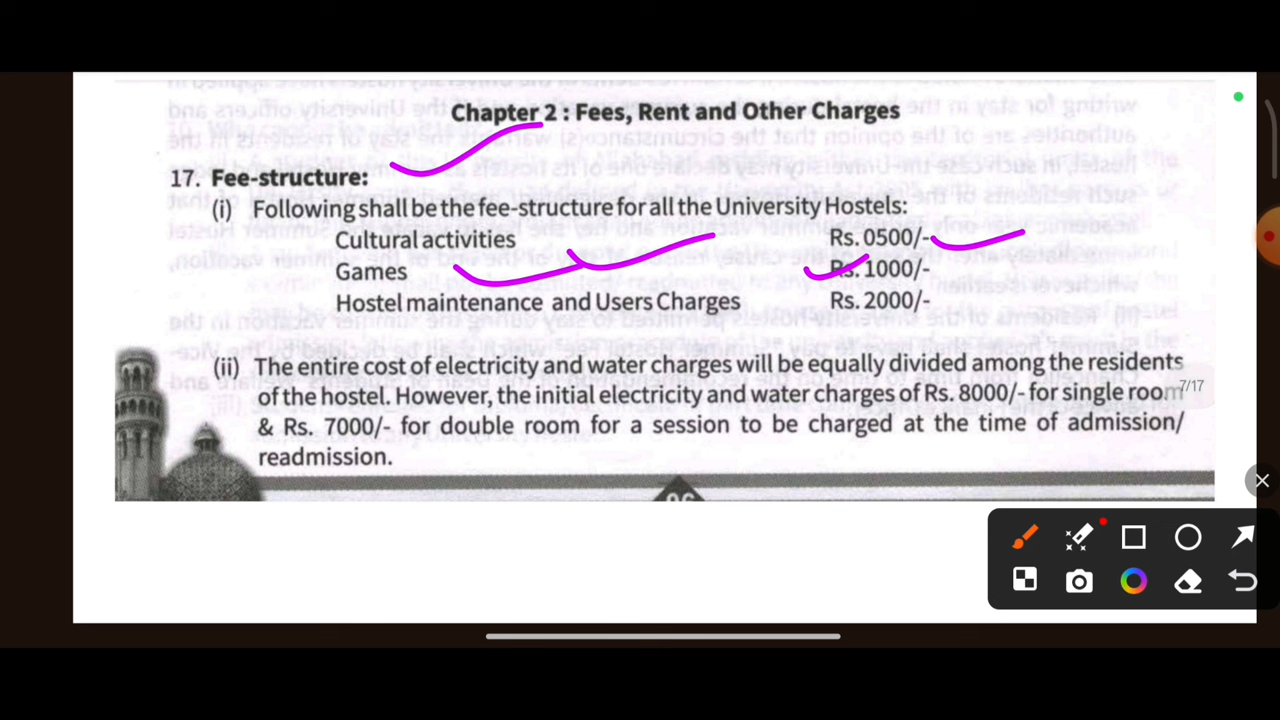 Chapter 2 : Fees, Rent and Other Charges
17. Fee-structure:
(i) Following shall be the fee-structure for all the University Hostels:
Cultural activities Rs. 0500/-
Games Rs. 1000/-
Hostel maintenance and Users Charges Rs. 2000/-
(ii) The entire cost of electricity and water charges will be equally divided among the residents
of the hostel. However, the initial electricity and water charges of Rs. 8000/- for single room
7/17
& Rs. 7000/- for double room for a session to be charged at the time of admission/
readmission.